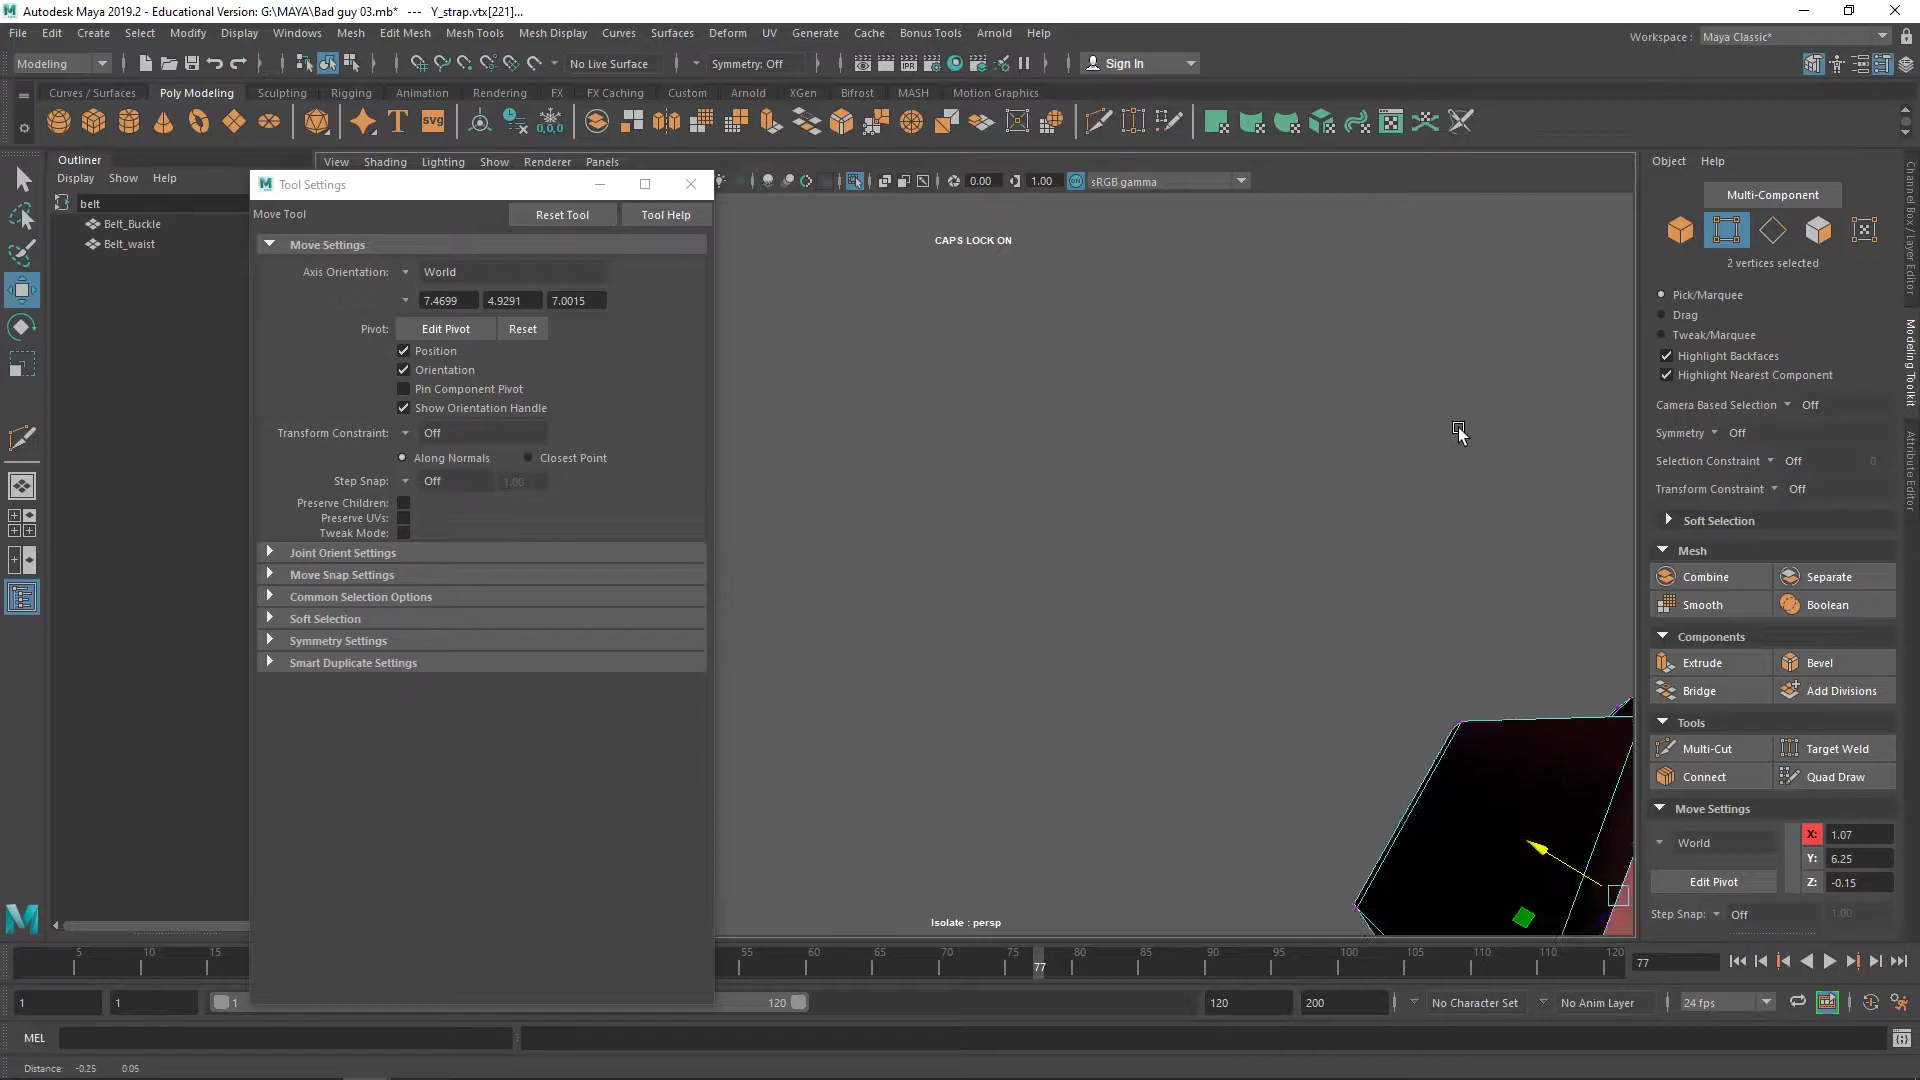 Autodesk Maya 2019.2 - Educational Version: G:\MAYA\Bad guy 03.mb*   ---   Y_strap.vtx[221]...
File Edit Create Select Modify Display Windows Mesh Edit Mesh Mesh Tools Mesh Display Curves Surfaces Deform UV Generate Cache Bonus Tools Arnold Help
Workspace : Maya Classic*
Modeling No Live Surface Symmetry: Off Sign In
Curves / Surfaces Poly Modeling Sculpting Rigging Animation Rendering FX FX Caching Custom Arnold XGen Bifrost MASH Motion Graphics
T svg 0,0,0 IPR
Outliner
Display Show Help
belt
Belt_Buckle
Belt_waist
View Shading Lighting Show Renderer Panels
0.00 1.00 sRGB gamma
Tool Settings
Move Tool Reset Tool Tool Help
Move Settings
Axis Orientation: World
7.4699 4.9291 7.0015
Pivot: Edit Pivot Reset
Position
Orientation
Pin Component Pivot
Show Orientation Handle
Transform Constraint: Off
Along Normals Closest Point
Step Snap: Off 1.00
Preserve Children:
Preserve UVs:
Tweak Mode:
Joint Orient Settings
Move Snap Settings
Common Selection Options
Soft Selection
Symmetry Settings
Smart Duplicate Settings
CAPS LOCK ON
Isolate : persp
Object Help
Multi-Component
2 vertices selected
Pick/Marquee
Drag
Tweak/Marquee
Highlight Backfaces
Highlight Nearest Component
Camera Based Selection Off
Symmetry Off
Selection Constraint Off 0
Transform Constraint Off
Soft Selection
Mesh
Combine Separate
Smooth Boolean
Components
Extrude Bevel
Bridge Add Divisions
Tools
Multi-Cut Target Weld
Connect Quad Draw
Move Settings
World
X: 1.07
Y: 6.25
Z: -0.15
Edit Pivot
Step Snap: Off 1.00
Channel Box / Layer Editor
Modeling Toolkit
Attribute Editor
5 10 15 55 60 65 70 75 80 85 90 95 100 105 110 110 120
77
77
1 1 1 120 120 200 No Character Set No Anim Layer 24 fps
MEL
Distance: -0.25 0.05